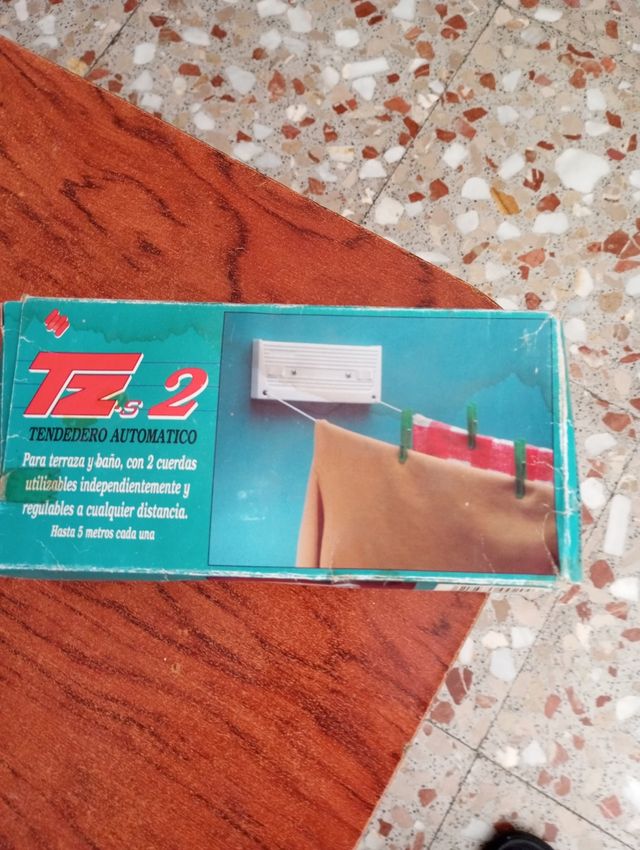 TZ-s 2
TENDEDERO AUTOMATICO
Para terraza y baño, con 2 cuerdas
utilizables independientemente y
regulables a cualquier distancia.
Hasta 5 metros cada una